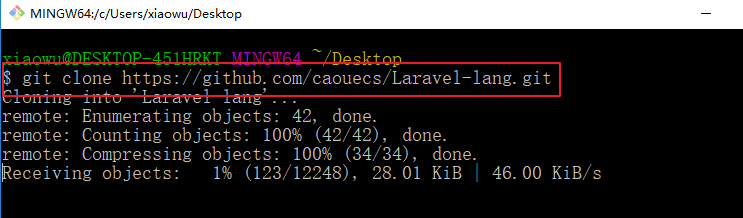 MINGW64:/c/Users/xiaowu/Desktop
xiaowu@DESKTOP-451HRKT MINGW64 ~/Desktop
$ git clone https://github.com/caouecs/Laravel-lang.git
Cloning into 'Laravel-lang'...
remote: Enumerating objects: 42, done.
remote: Counting objects: 100% (42/42), done.
remote: Compressing objects: 100% (34/34), done.
Receiving objects:   1% (123/12248), 28.01 KiB | 46.00 KiB/s